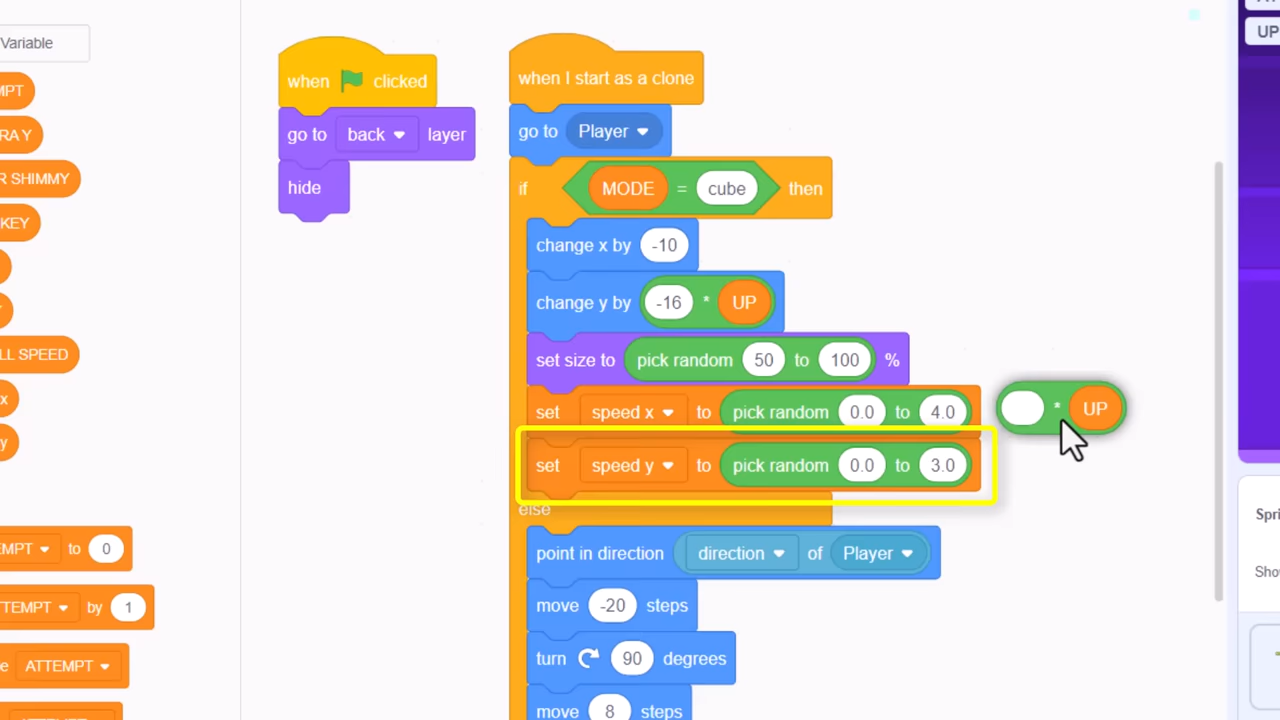 Variable
MPT
RAY
R SHIMMY
KEY
LL SPEED
x
y
EMPT to 0
TTEMPT by 1
e ATTEMPT
when clicked
go to back layer
hide
when I start as a clone
go to Player
if MODE = cube then
change x by -10
change y by -16 * UP
set size to pick random 50 to 100 %
set speed x to pick random 0.0 to 4.0
* UP
set speed y to pick random 0.0 to 3.0
else
point in direction direction of Player
move -20 steps
turn 90 degrees
move 8 steps
UP
Spri
Show